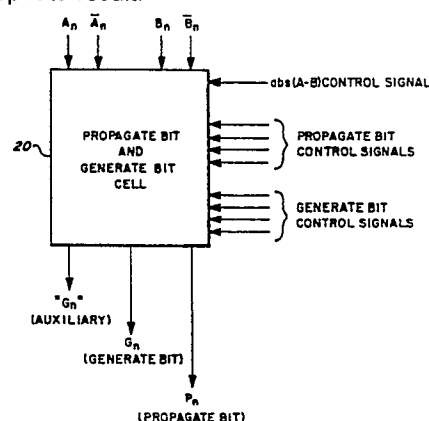 An A̅n Bn B̅n
abs(A-B)CONTROL SIGNAL
20
PROPAGATE BIT
AND
GENERATE BIT
CELL
PROPAGATE BIT
CONTROL SIGNALS
GENERATE BIT
CONTROL SIGNALS
"Gn"
(AUXILIARY)
Gn
(GENERATE BIT)
Pn
(PROPAGATE BIT)